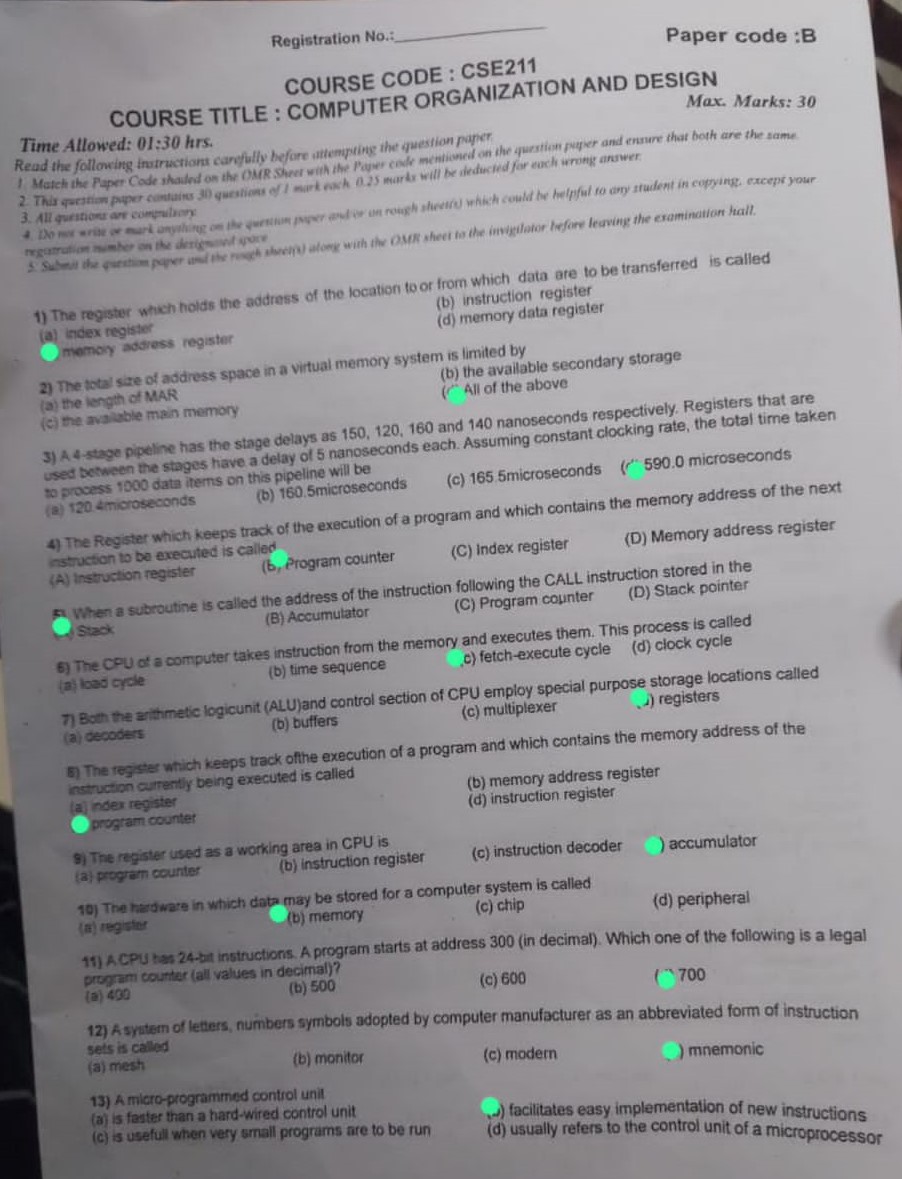 Registration No.:
Paper code :B
COURSE CODE : CSE211
COURSE TITLE : COMPUTER ORGANIZATION AND DESIGN
Time Allowed: 01:30 hrs.
Max. Marks: 30
Read the following instructions carefully before attempting the question paper.
1. Match the Paper Code shaded on the OMR Sheet with the Paper code mentioned on the question paper and ensure that both are the same.
2. This question paper contains 30 questions of 1 mark each. 0.25 marks will be deducted for each wrong answer.
3. All questions are compulsory.
4. Do not write or mark anything on the question paper and/or on rough sheet(s) which could be helpful to any student in copying, except your
registration number on the designated space.
5. Submit the question paper and the rough sheet(s) along with the OMR sheet to the invigilator before leaving the examination hall.
1) The register which holds the address of the location to or from which data are to be transferred is called
(a) index register (b) instruction register
memory address register (d) memory data register
2) The total size of address space in a virtual memory system is limited by
(a) the length of MAR (b) the available secondary storage
(c) the available main memory ( All of the above
3) A 4-stage pipeline has the stage delays as 150, 120, 160 and 140 nanoseconds respectively. Registers that are
used between the stages have a delay of 5 nanoseconds each. Assuming constant clocking rate, the total time taken
to process 1000 data items on this pipeline will be
(a) 120.4microseconds (b) 160.5microseconds (c) 165.5microseconds ( 590.0 microseconds
4) The Register which keeps track of the execution of a program and which contains the memory address of the next
instruction to be executed is called
(A) Instruction register (B) Program counter (C) Index register (D) Memory address register
5) When a subroutine is called the address of the instruction following the CALL instruction stored in the
) Stack (B) Accumulator (C) Program counter (D) Stack pointer
6) The CPU of a computer takes instruction from the memory and executes them. This process is called
(a) load cycle (b) time sequence c) fetch-execute cycle (d) clock cycle
7) Both the arithmetic logicunit (ALU)and control section of CPU employ special purpose storage locations called
(a) decoders (b) buffers (c) multiplexer ) registers
8) The register which keeps track ofthe execution of a program and which contains the memory address of the
instruction currently being executed is called
(a) index register (b) memory address register
program counter (d) instruction register
9) The register used as a working area in CPU is
(a) program counter (b) instruction register (c) instruction decoder ) accumulator
10) The hardware in which data may be stored for a computer system is called
(a) register (b) memory (c) chip (d) peripheral
11) A CPU has 24-bit instructions. A program starts at address 300 (in decimal). Which one of the following is a legal
program counter (all values in decimal)?
(a) 400 (b) 500 (c) 600 ( ) 700
12) A system of letters, numbers symbols adopted by computer manufacturer as an abbreviated form of instruction
sets is called
(a) mesh (b) monitor (c) modern ) mnemonic
13) A micro-programmed control unit
(a) is faster than a hard-wired control unit ) facilitates easy implementation of new instructions
(c) is usefull when very small programs are to be run (d) usually refers to the control unit of a microprocessor